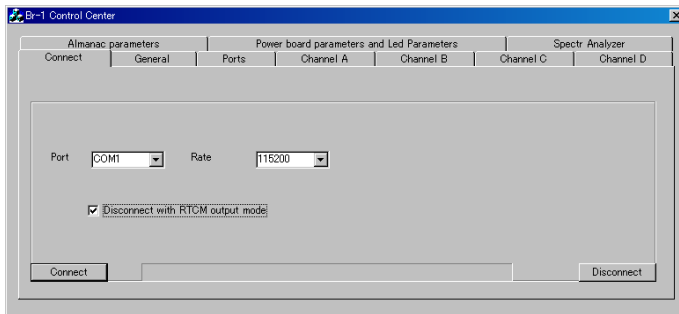 Br-1 Control Center
Almanac parameters Power board parameters and Led Parameters Spectr Analyzer
Connect General Ports Channel A Channel B Channel C Channel D
Port COM1 Rate 115200
Disconnect with RTCM output mode
Connect Disconnect